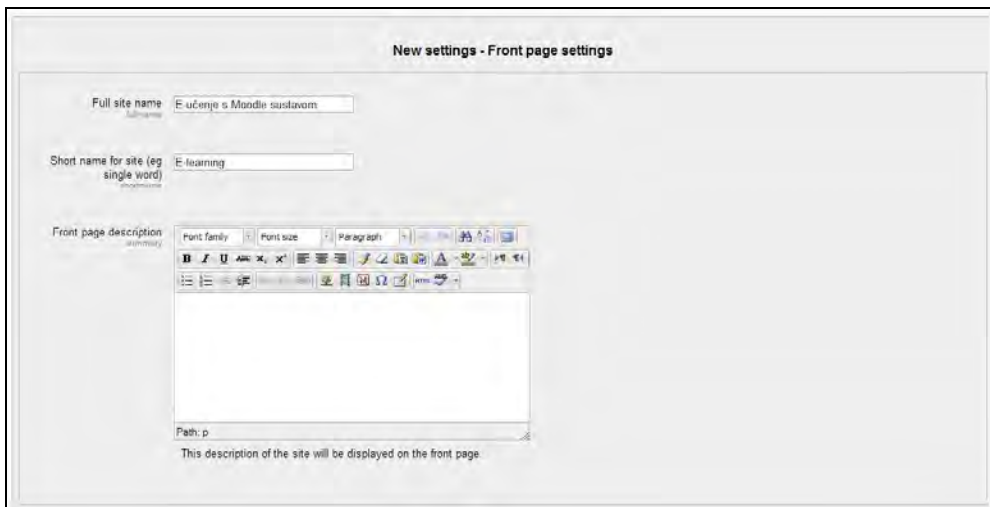 New settings - Front page settings
Full site name
E-učenje s Moodle sustavom
fullname
Short name for site (eg
single word)
E-learning
shortname
Front page description
summary
Font family Font size Paragraph
B I U ABC
HTML
Path: p
This description of the site will be displayed on the front page.